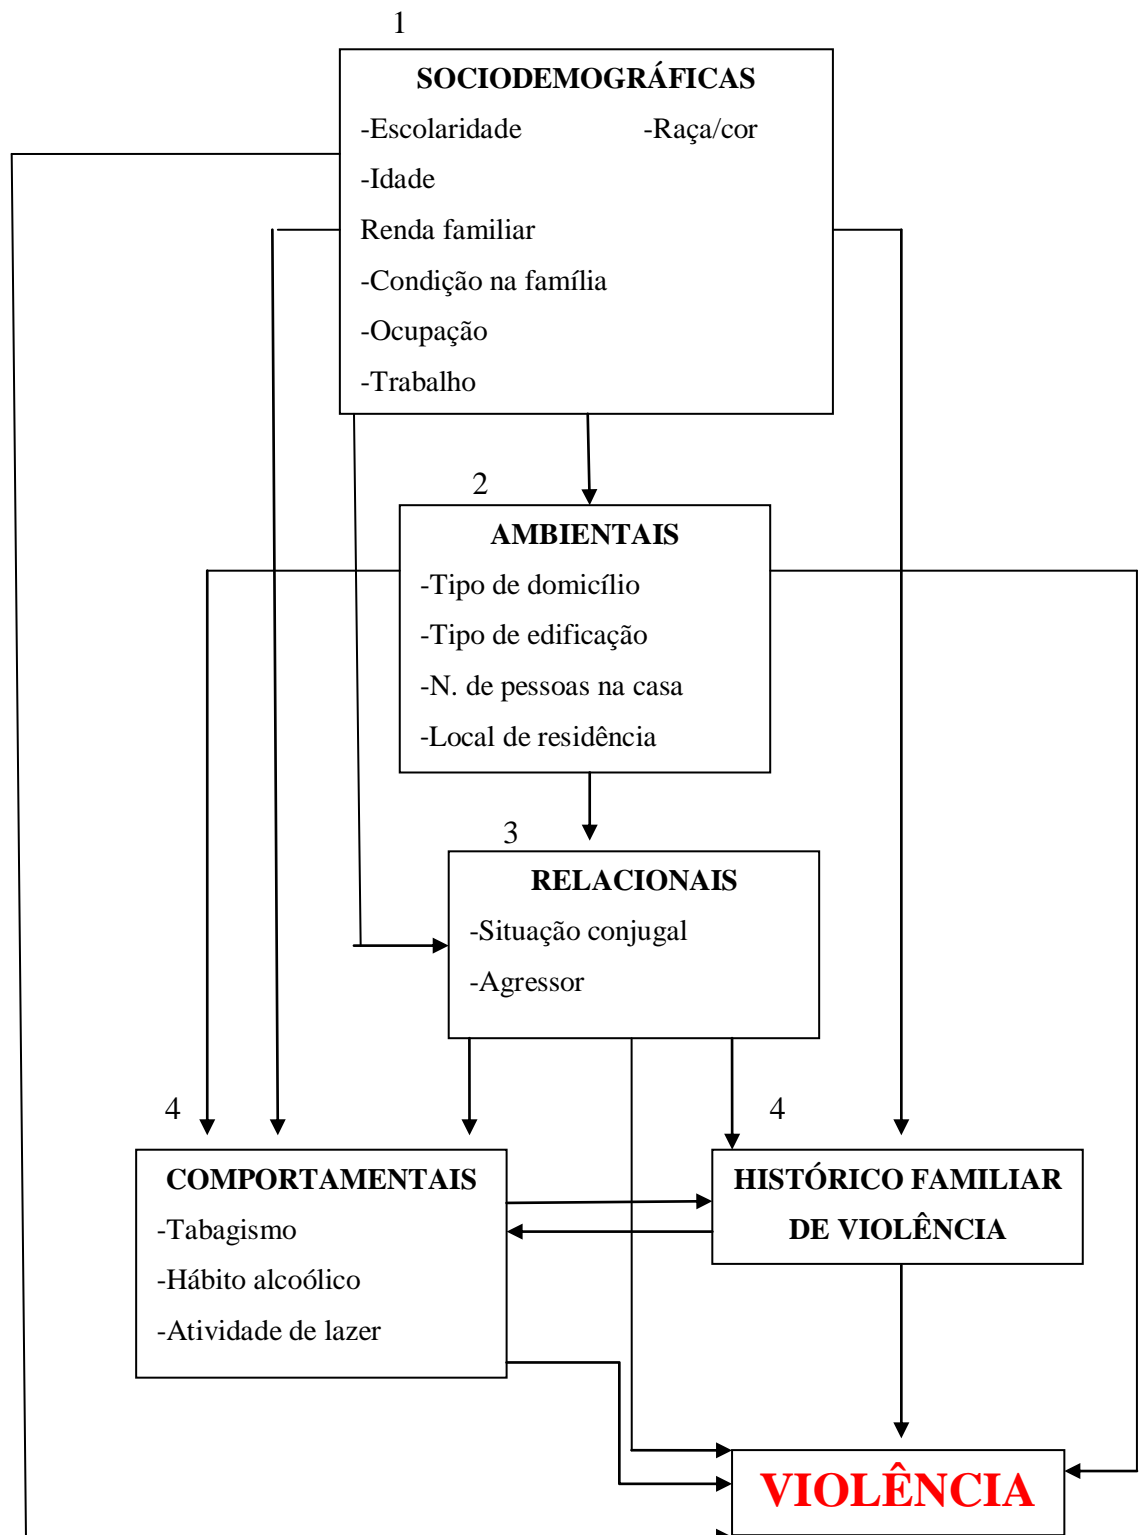 1
SOCIODEMOGRÁFICAS
-Escolaridade -Raça/cor
-Idade
Renda familiar
-Condição na família
-Ocupação
-Trabalho
2
AMBIENTAIS
-Tipo de domicílio
-Tipo de edificação
-N. de pessoas na casa
-Local de residência
3
RELACIONAIS
-Situação conjugal
-Agressor
4
COMPORTAMENTAIS
-Tabagismo
-Hábito alcoólico
-Atividade de lazer
4
HISTÓRICO FAMILIAR
DE VIOLÊNCIA
VIOLÊNCIA